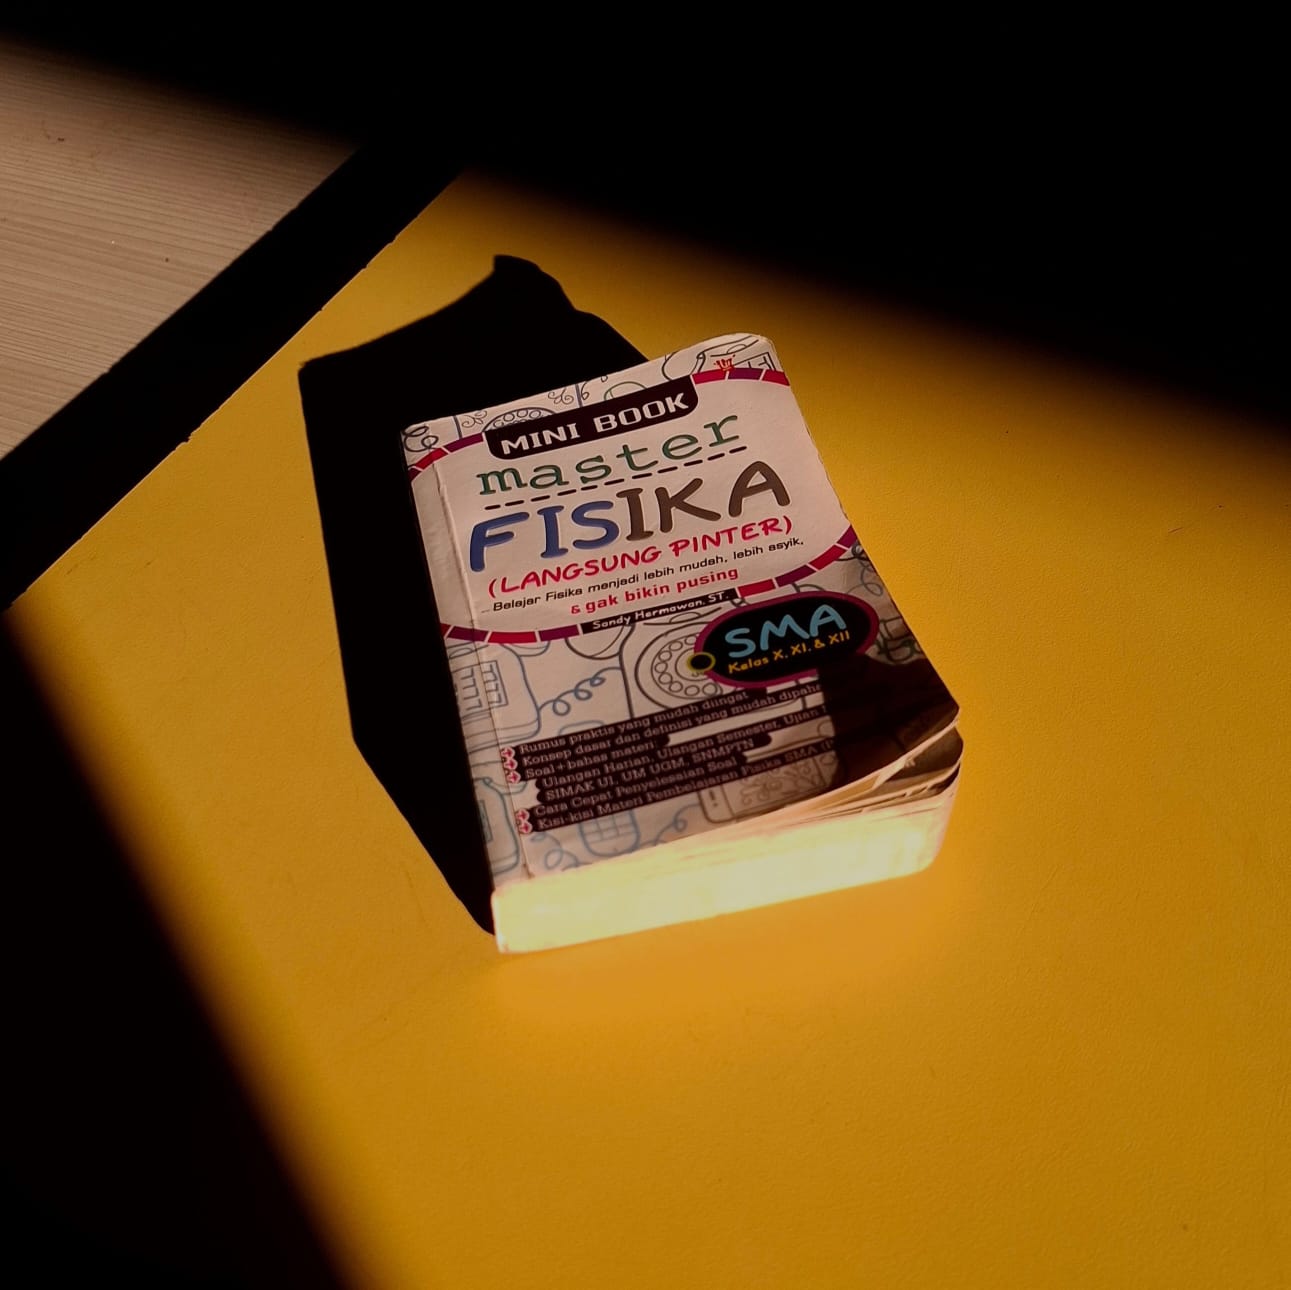 MINI BOOK
master
FISIKA
(LANGSUNG PINTER)
Belajar Fisika menjadi lebih mudah, lebih asyik,
& gak bikin pusing
Sandy Hermawan, ST.
SMA
Kelas X, XI, & XII
Rumus praktis yang mudah diingat
Konsep dasar dan definisi yang mudah
Soal + bahas materi:
Ulangan Harian, Ulangan Semester, Ujian
SIMAK UI, UM UGM, SNMPTN
Cara Cepat Penyelesaian Soal
Kisi-kisi Materi Pembelajaran Fisika SMA